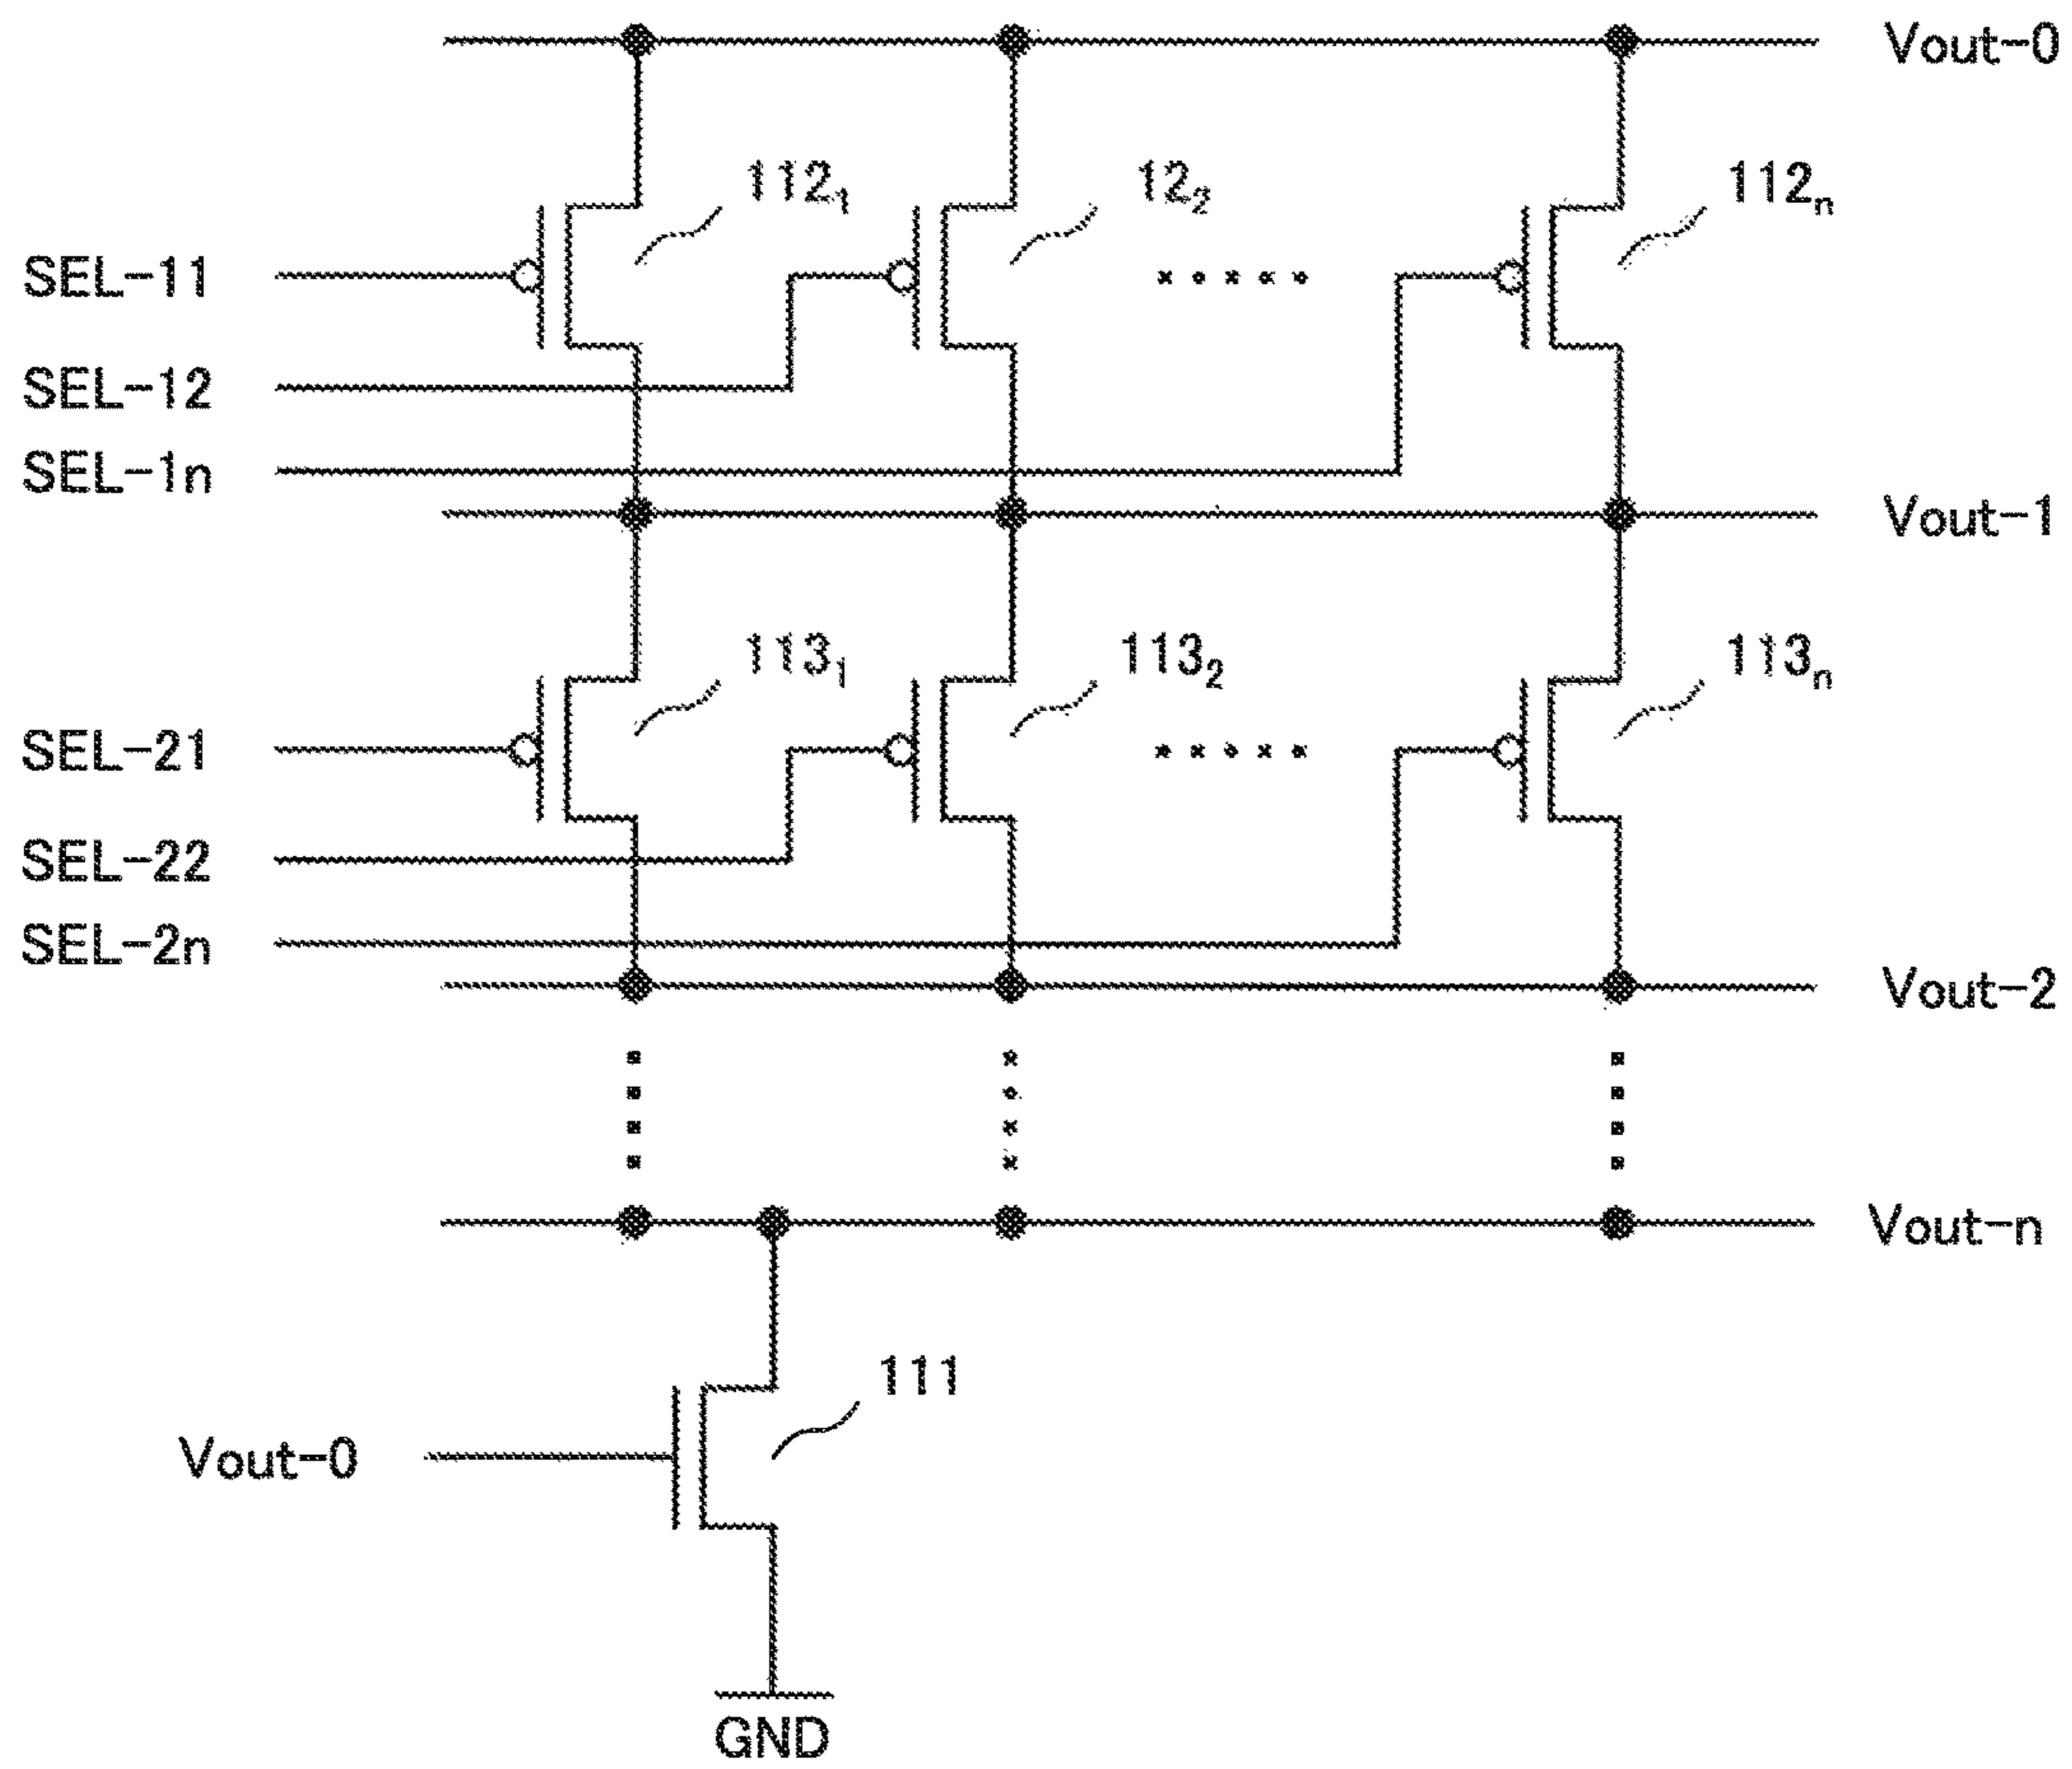 Vout-0
112₁ 12₂ 112ₙ
SEL-11
SEL-12
SEL-1n
Vout-1
113₁ 113₂ 113ₙ
SEL-21
SEL-22
SEL-2n
Vout-2
Vout-n
111
Vout-0
GND